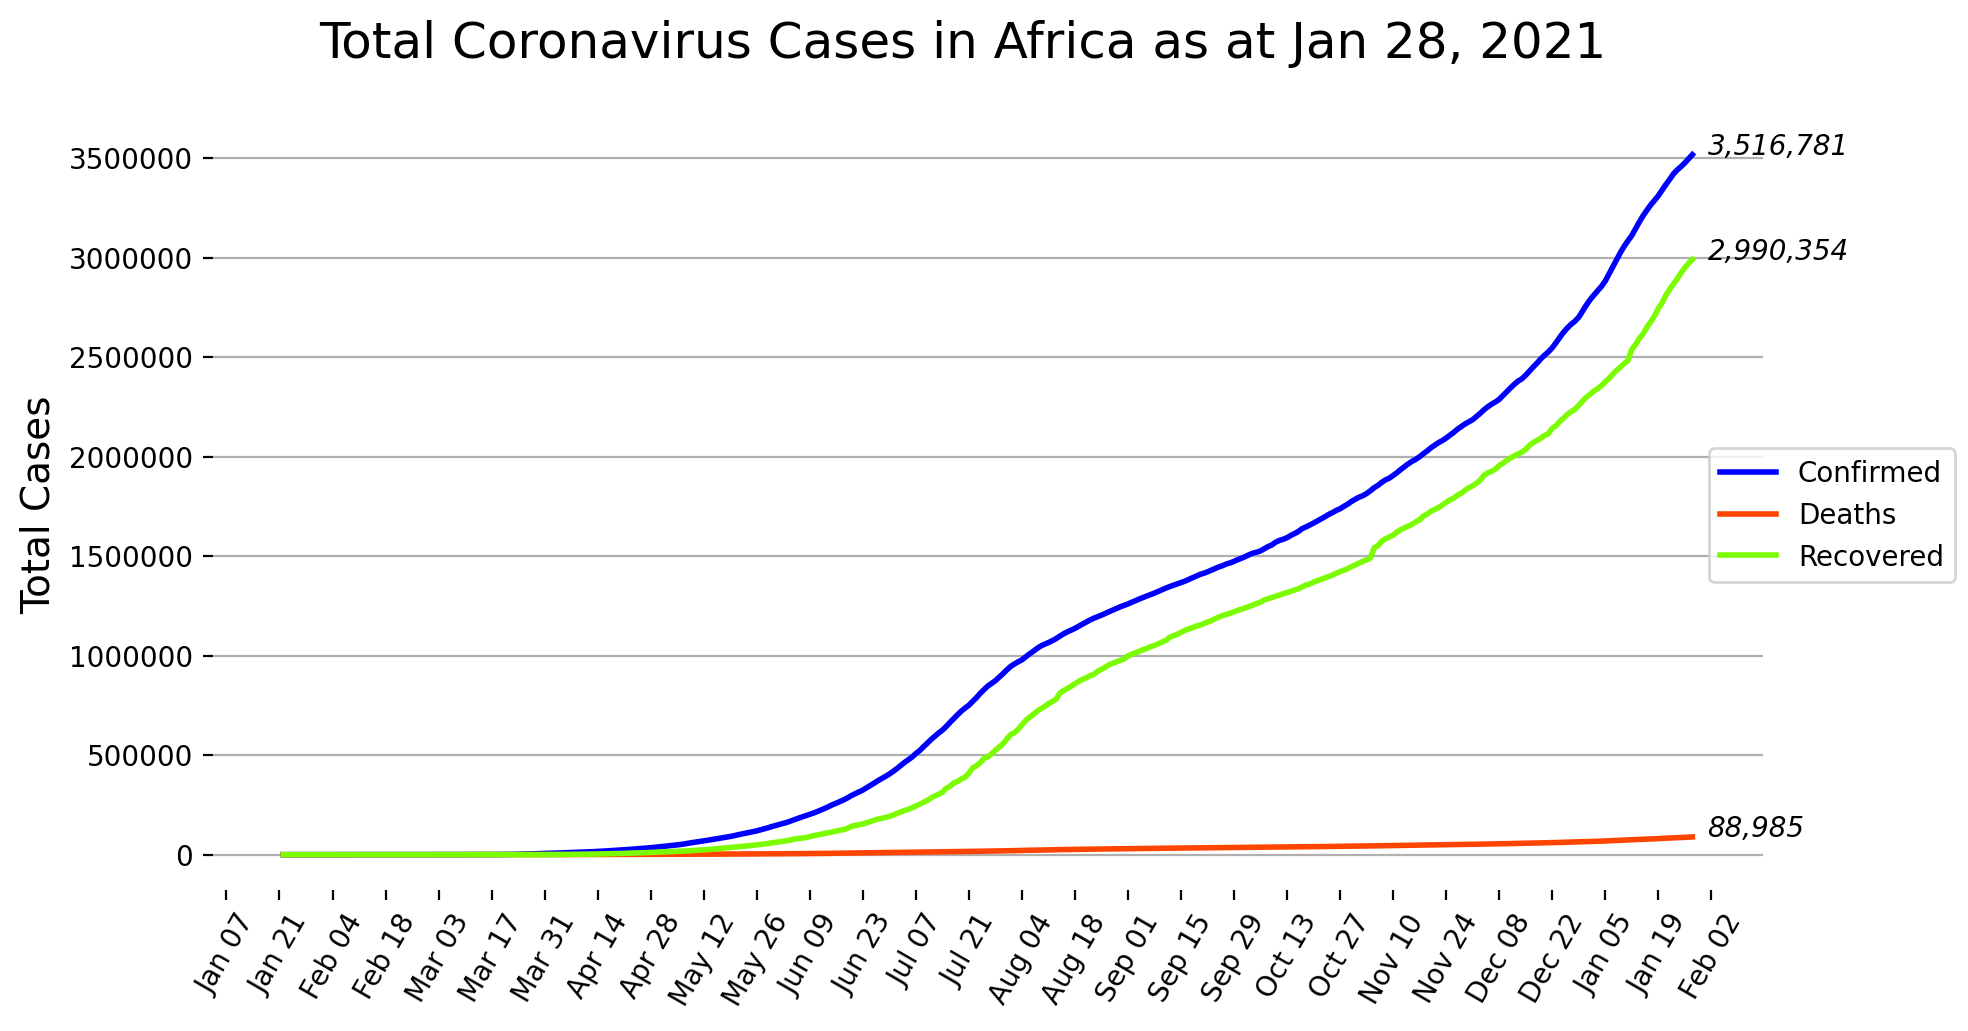 Total Coronavirus Cases in Africa as at Jan 28, 2021
Total Cases
3500000
3000000
2500000
2000000
1500000
1000000
500000
0
3,516,781
2,990,354
88,985
Confirmed
Deaths
Recovered
Jan 07
Jan 21
Feb 04
Feb 18
Mar 03
Mar 17
Mar 31
Apr 14
Apr 28
May 12
May 26
Jun 09
Jun 23
Jul 07
Jul 21
Aug 04
Aug 18
Sep 01
Sep 15
Sep 29
Oct 13
Oct 27
Nov 10
Nov 24
Dec 08
Dec 22
Jan 05
Jan 19
Feb 02